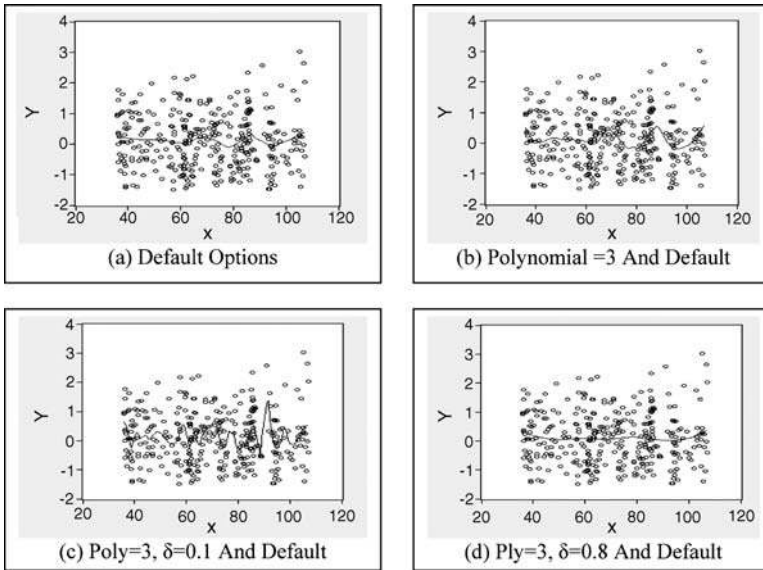 4
3
2
1
0
-1
-2
Y
20 40 60 80 100 120
X
(a) Default Options
4
3
2
1
0
-1
-2
Y
20 40 60 80 100 120
X
(b) Polynomial =3 And Default
4
3
2
1
0
-1
-2
Y
20 40 60 80 100 120
X
(c) Poly=3, δ=0.1 And Default
4
3
2
1
0
-1
-2
Y
20 40 60 80 100 120
X
(d) Ply=3, δ=0.8 And Default